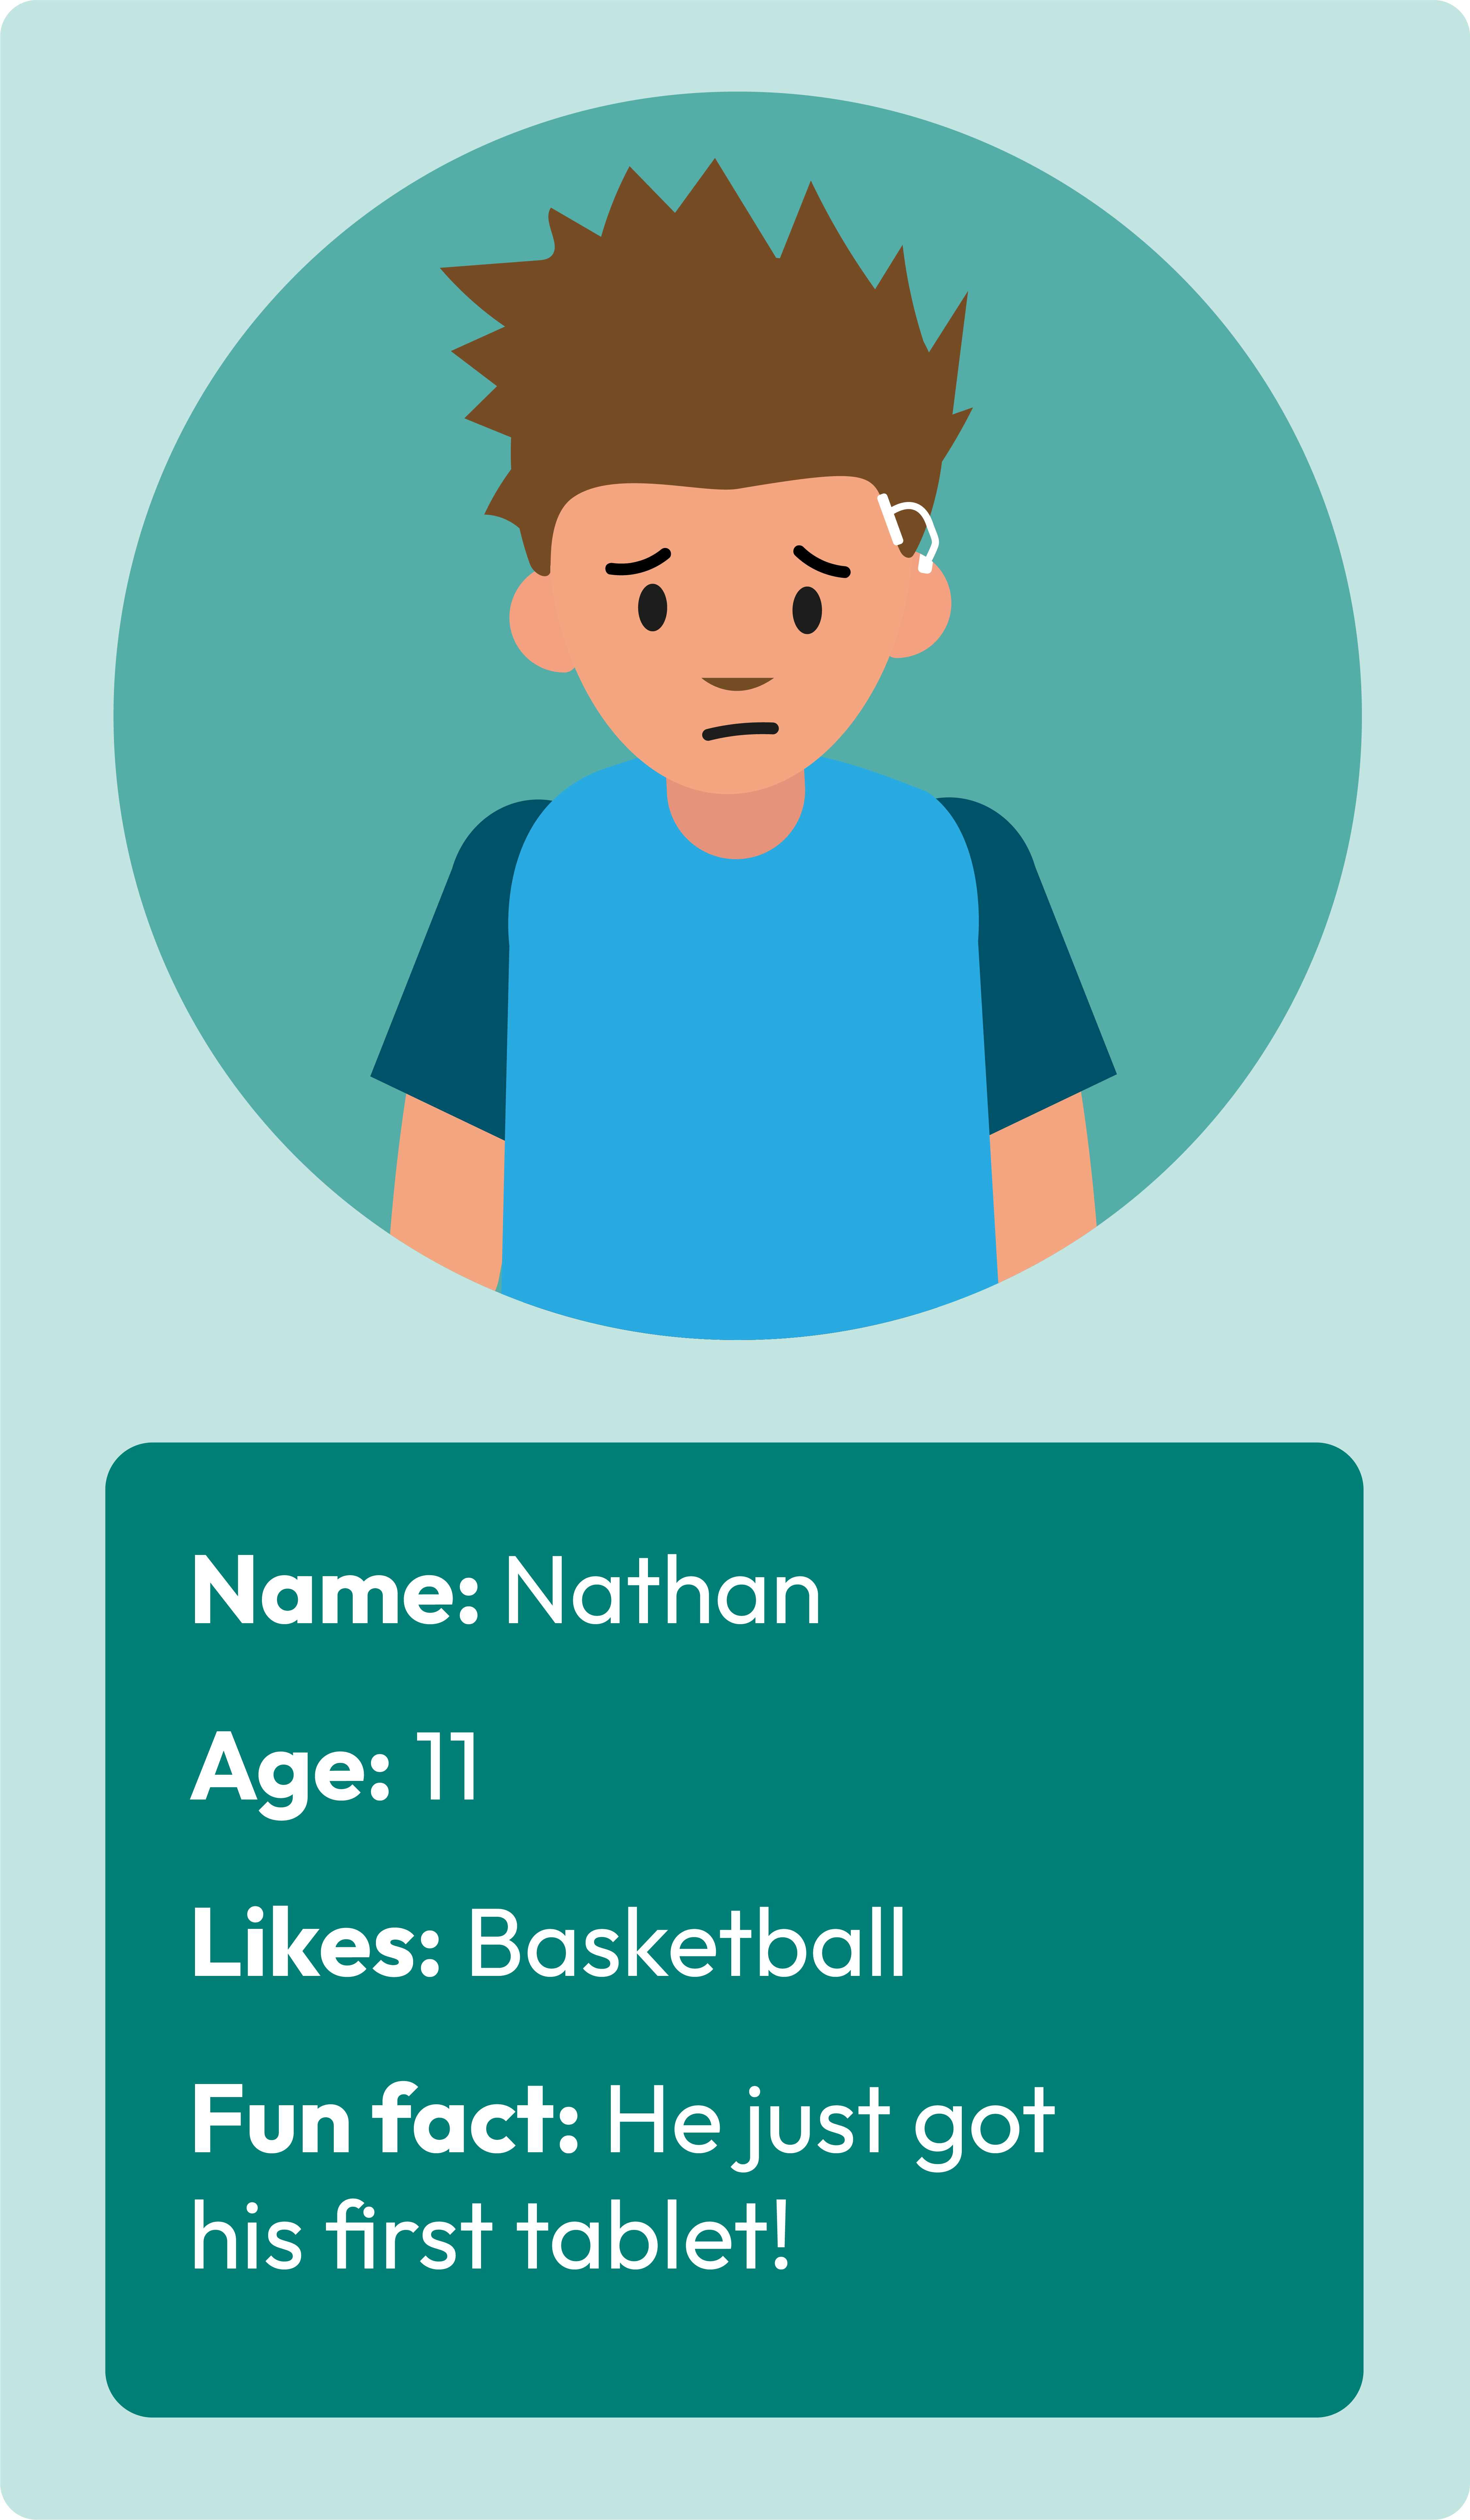 Name: Nathan
Age: 11
Likes: Basketball
Fun fact: He just got
his first tablet!